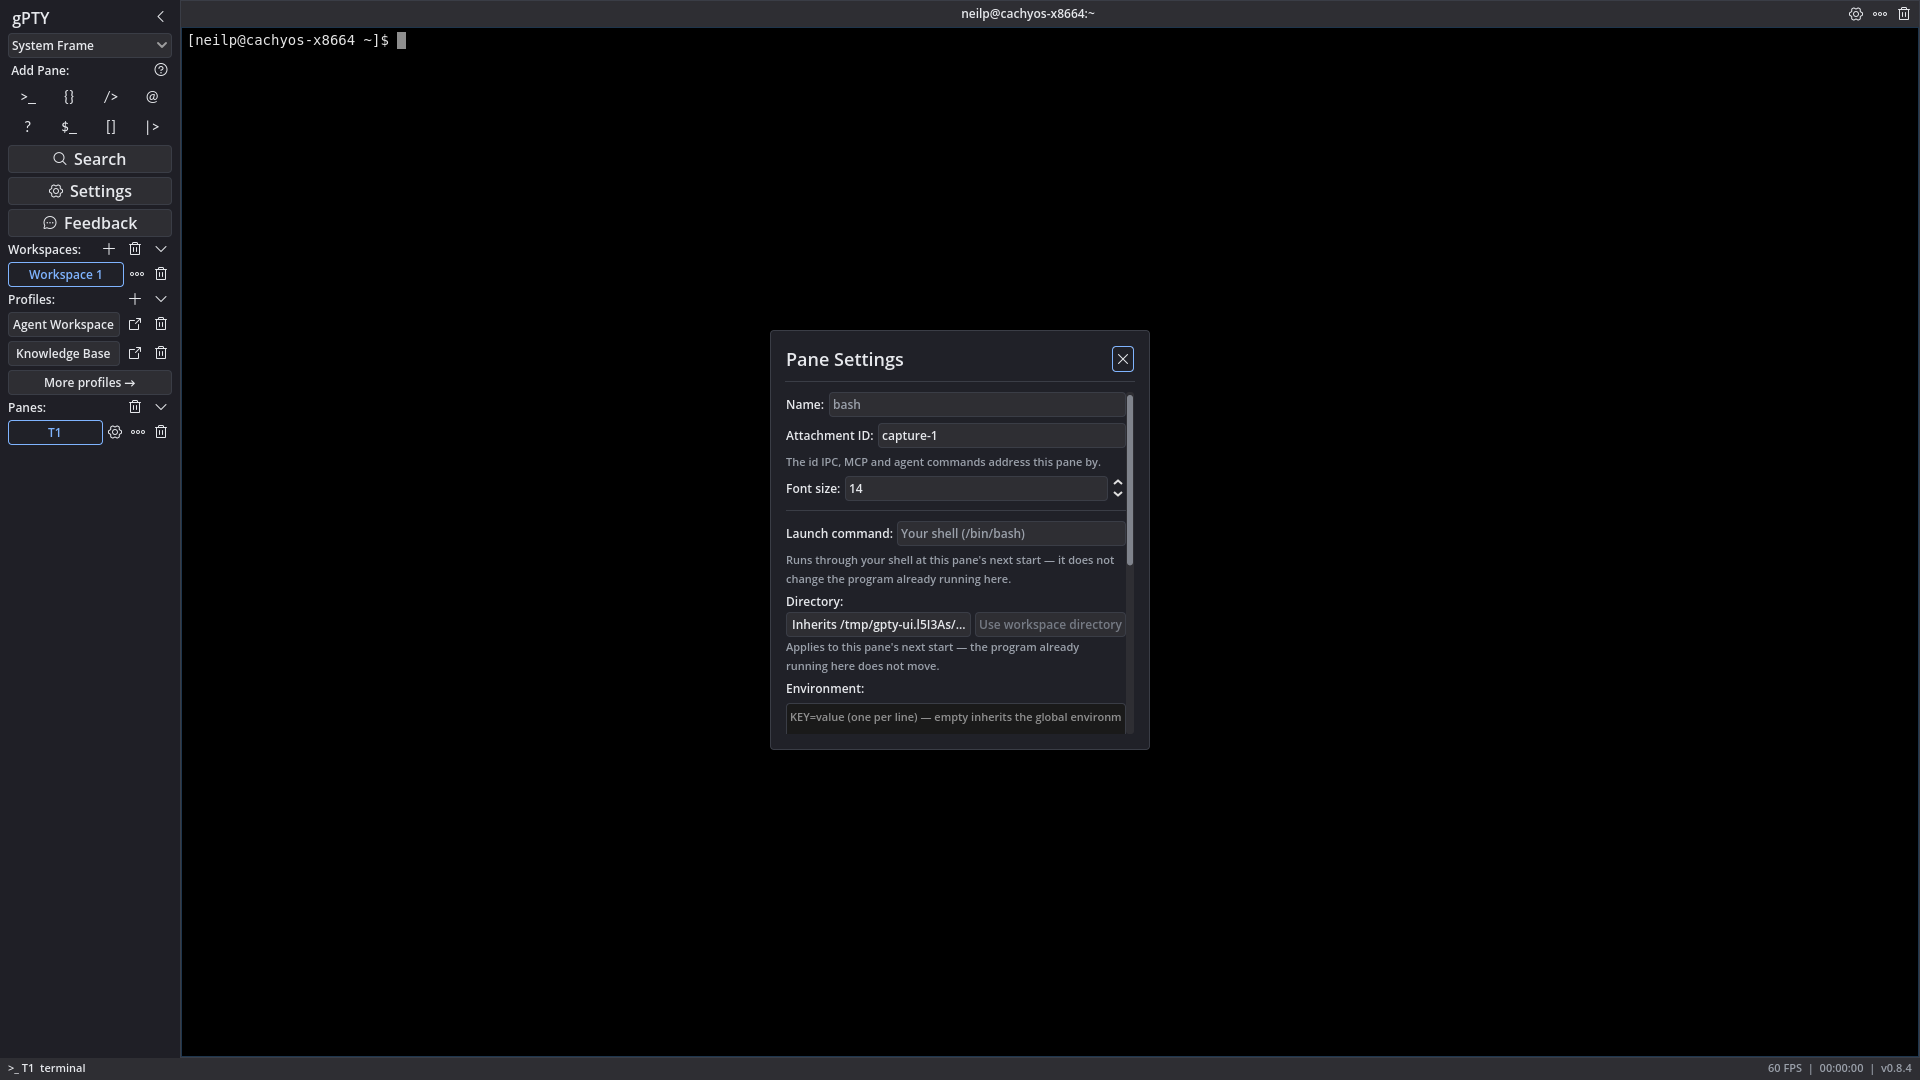 gPTY
System Frame
Add Pane:
>_ {} /> @
? $_ [] |>
Search
Settings
Feedback
Workspaces:
Workspace 1
Profiles:
Agent Workspace
Knowledge Base
More profiles →
Panes:
T1
neilp@cachyos-x8664:~
[neilp@cachyos-x8664 ~]$
Pane Settings
Name: bash
Attachment ID: capture-1
The id IPC, MCP and agent commands address this pane by.
Font size: 14
Launch command: Your shell (/bin/bash)
Runs through your shell at this pane's next start — it does not
change the program already running here.
Directory:
Inherits /tmp/gpty-ui.l5I3As/... Use workspace directory
Applies to this pane's next start — the program already
running here does not move.
Environment:
KEY=value (one per line) — empty inherits the global environm
>_ T1 terminal
60 FPS | 00:00:00 | v0.8.4